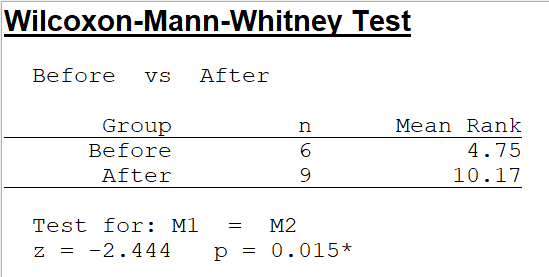 Wilcoxon-Mann-Whitney Test
Before vs After
Group n Mean Rank
Before 6 4.75
After 9 10.17
Test for: M1 = M2
z = -2.444 p = 0.015*